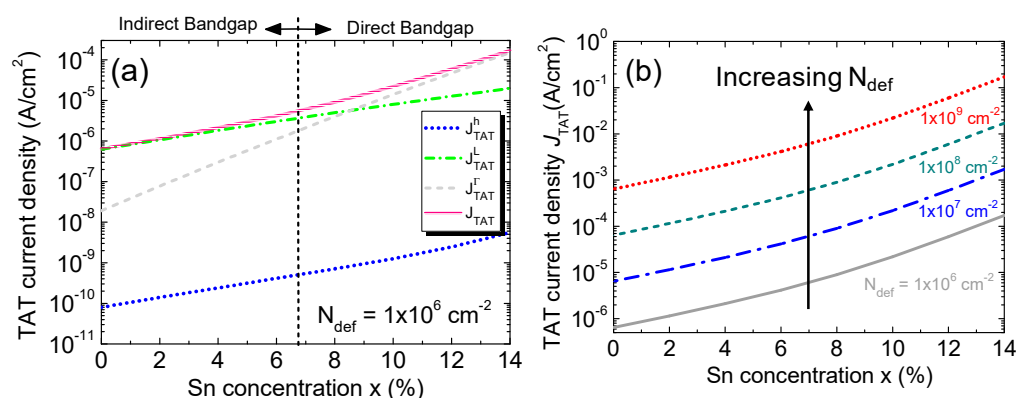 Indirect Bandgap
Direct Bandgap
(a)
TAT current density (A/cm²)
10⁻⁴
10⁻⁵
10⁻⁶
10⁻⁷
10⁻⁸
10⁻⁹
10⁻¹⁰
10⁻¹¹
J_TAT^h
J_TAT^L
J_TAT^Γ
J_TAT
N_def = 1x10⁶ cm⁻²
0 2 4 6 8 10 12 14
Sn concentration x (%)
(b)
TAT current density J_TAT(A/cm²)
10⁰
10⁻¹
10⁻²
10⁻³
10⁻⁴
10⁻⁵
10⁻⁶
Increasing N_def
1x10⁹ cm⁻²
1x10⁸ cm⁻²
1x10⁷ cm⁻²
N_def = 1x10⁶ cm⁻²
0 2 4 6 8 10 12 14
Sn concentration x (%)